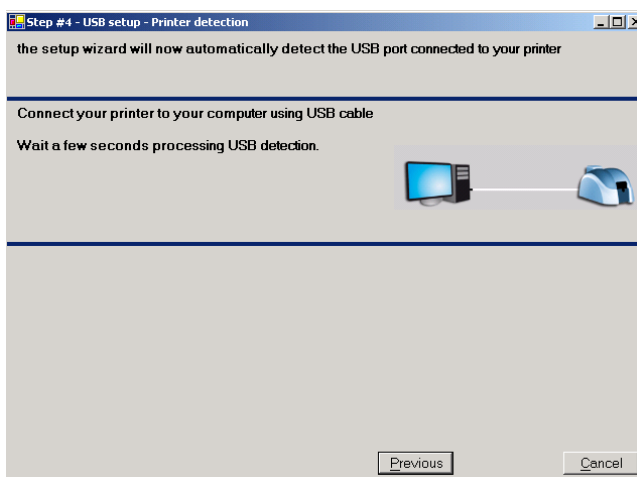 Step #4 - USB setup - Printer detection
the setup wizard will now automatically detect the USB port connected to your printer
Connect your printer to your computer using USB cable
Wait a few seconds processing USB detection.
Previous
Cancel